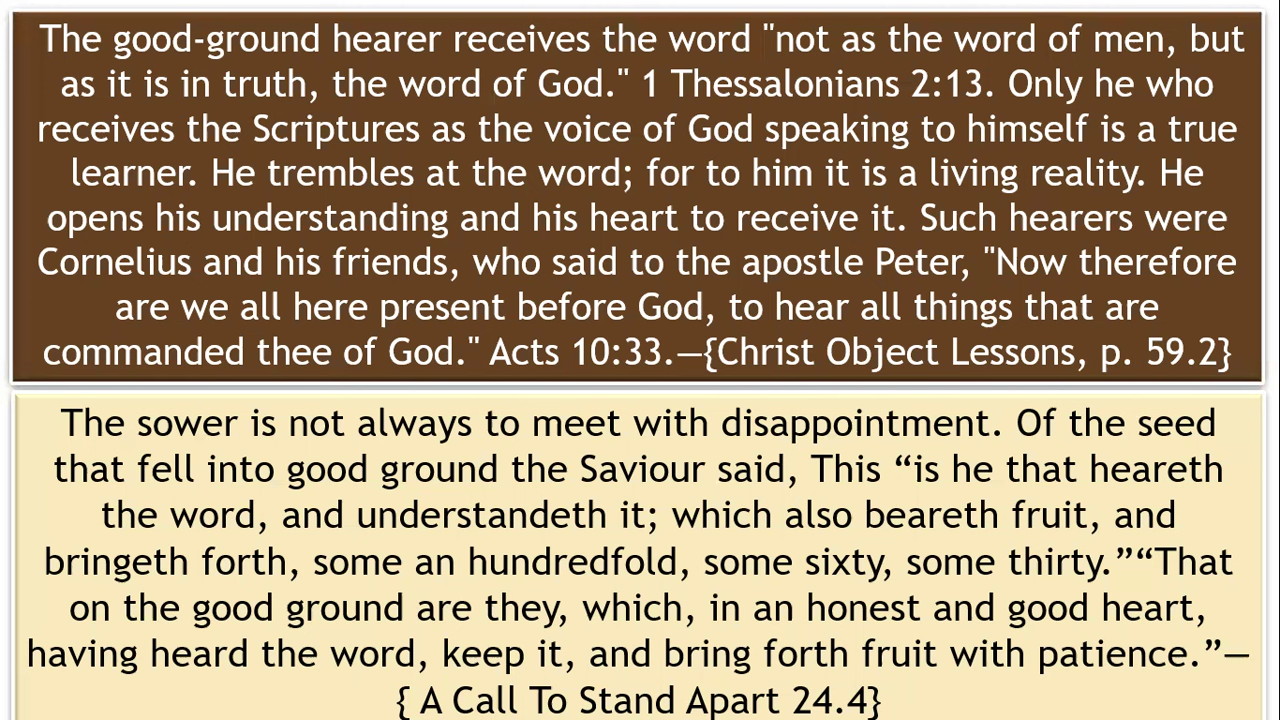 The good-ground hearer receives the word "not as the word of men, but
as it is in truth, the word of God." 1 Thessalonians 2:13. Only he who
receives the Scriptures as the voice of God speaking to himself is a true
learner. He trembles at the word; for to him it is a living reality. He
opens his understanding and his heart to receive it. Such hearers were
Cornelius and his friends, who said to the apostle Peter, "Now therefore
are we all here present before God, to hear all things that are
commanded thee of God." Acts 10:33.—{Christ Object Lessons, p. 59.2}
The sower is not always to meet with disappointment. Of the seed
that fell into good ground the Saviour said, This “is he that heareth
the word, and understandeth it; which also beareth fruit, and
bringeth forth, some an hundredfold, some sixty, some thirty.”“That
on the good ground are they, which, in an honest and good heart,
having heard the word, keep it, and bring forth fruit with patience.”—
{ A Call To Stand Apart 24.4}